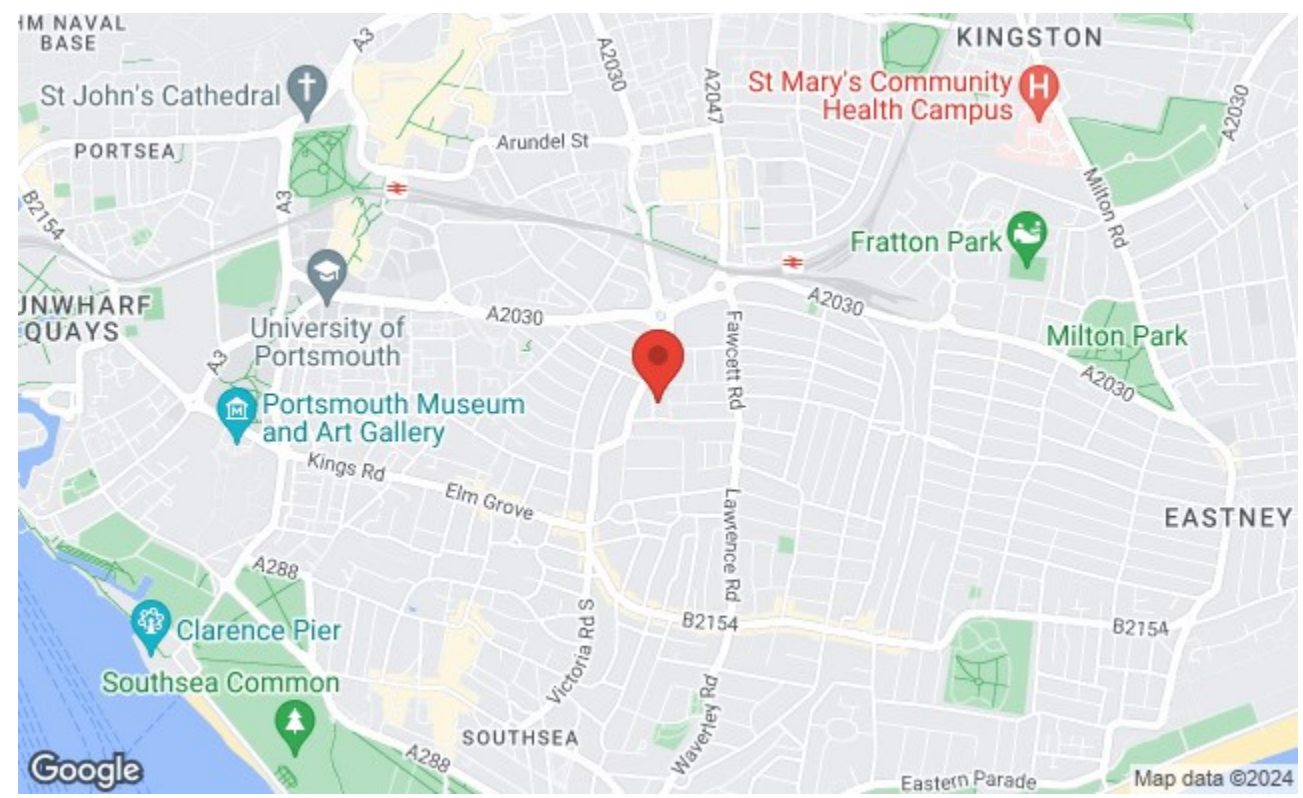 HM NAVAL
BASE
A3
A2030
A2047
KINGSTON
St John's Cathedral
St Mary's Community
Health Campus
A2030
PORTSEA
Arundel St
A3
B2154
Milton Rd
Fratton Park
UNWHARF
QUAYS
University of
Portsmouth
A2030
A2030
Fawcett Rd
Milton Park
A3
A2030
Portsmouth Museum
and Art Gallery
Kings Rd
Elm Grove
Lawrence Rd
EASTNEY
A288
Clarence Pier
Victoria Rd S
B2154
B2154
Southsea Common
Waverley Rd
SOUTHSEA
A288
Eastern Parade
Google
Map data ©2024